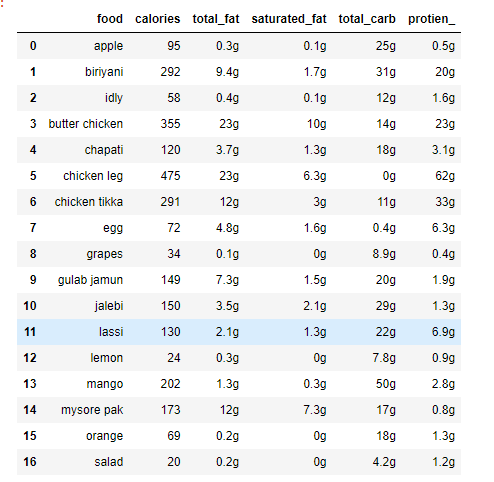 food calories total_fat saturated_fat total_carb protien_
0 apple 95 0.3g 0.1g 25g 0.5g
1 biriyani 292 9.4g 1.7g 31g 20g
2 idly 58 0.4g 0.1g 12g 1.6g
3 butter chicken 355 23g 10g 14g 23g
4 chapati 120 3.7g 1.3g 18g 3.1g
5 chicken leg 475 23g 6.3g 0g 62g
6 chicken tikka 291 12g 3g 11g 33g
7 egg 72 4.8g 1.6g 0.4g 6.3g
8 grapes 34 0.1g 0g 8.9g 0.4g
9 gulab jamun 149 7.3g 1.5g 20g 1.9g
10 jalebi 150 3.5g 2.1g 29g 1.3g
11 lassi 130 2.1g 1.3g 22g 6.9g
12 lemon 24 0.3g 0g 7.8g 0.9g
13 mango 202 1.3g 0.3g 50g 2.8g
14 mysore pak 173 12g 7.3g 17g 0.8g
15 orange 69 0.2g 0g 18g 1.3g
16 salad 20 0.2g 0g 4.2g 1.2g